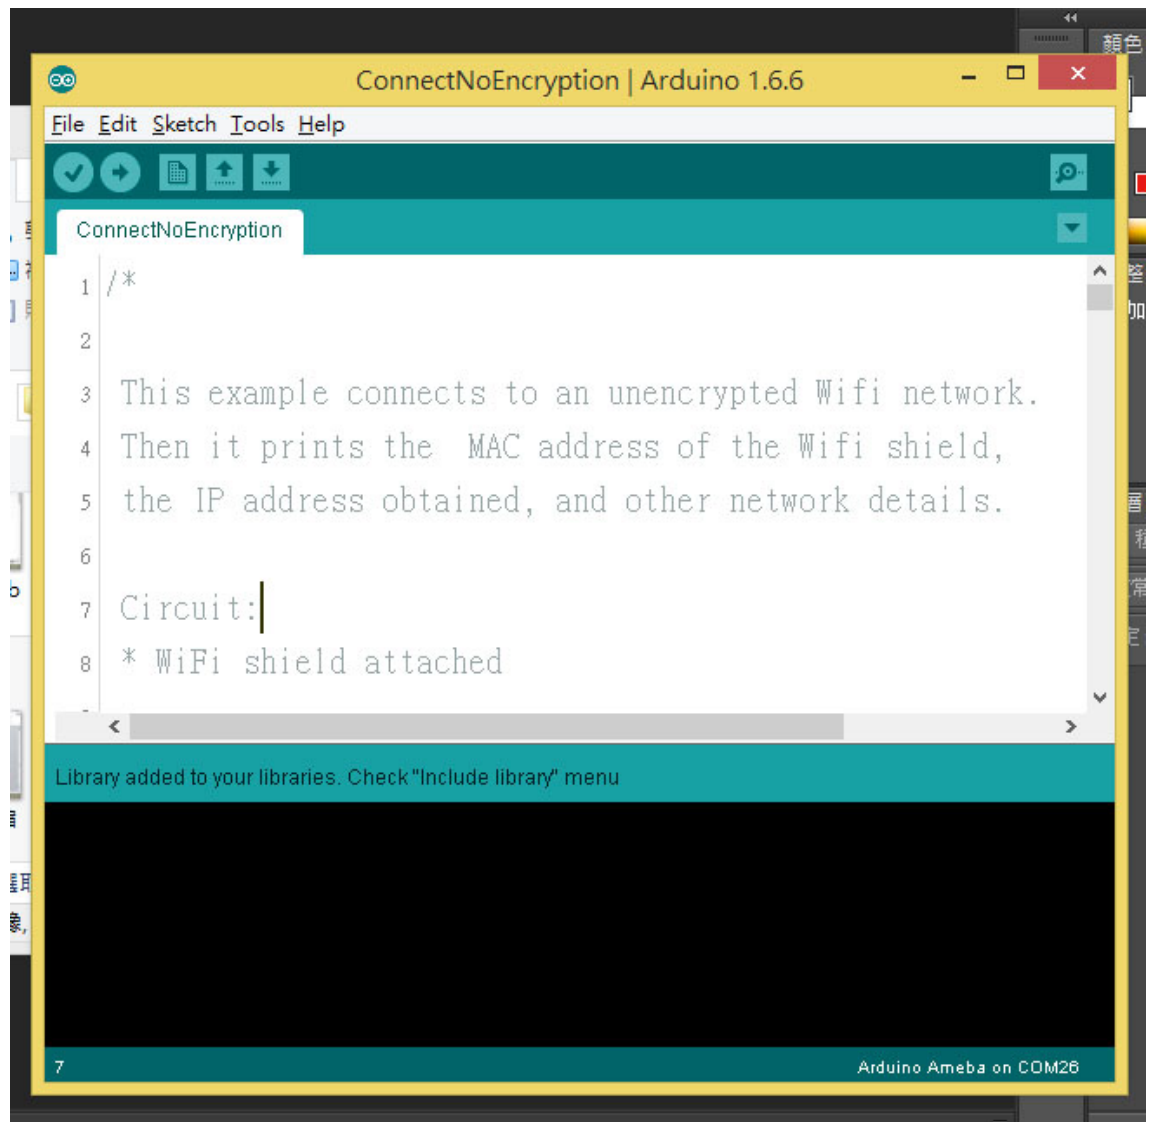 顏色
ConnectNoEncryption | Arduino 1.6.6
File Edit Sketch Tools Help
ConnectNoEncryption
1 /*
2
3 This example connects to an unencrypted Wifi network.
4 Then it prints the  MAC address of the Wifi shield,
5 the IP address obtained, and other network details.
6
7 Circuit:
8 * WiFi shield attached
Library added to your libraries. Check "Include library" menu
7
Arduino Ameba on COM26